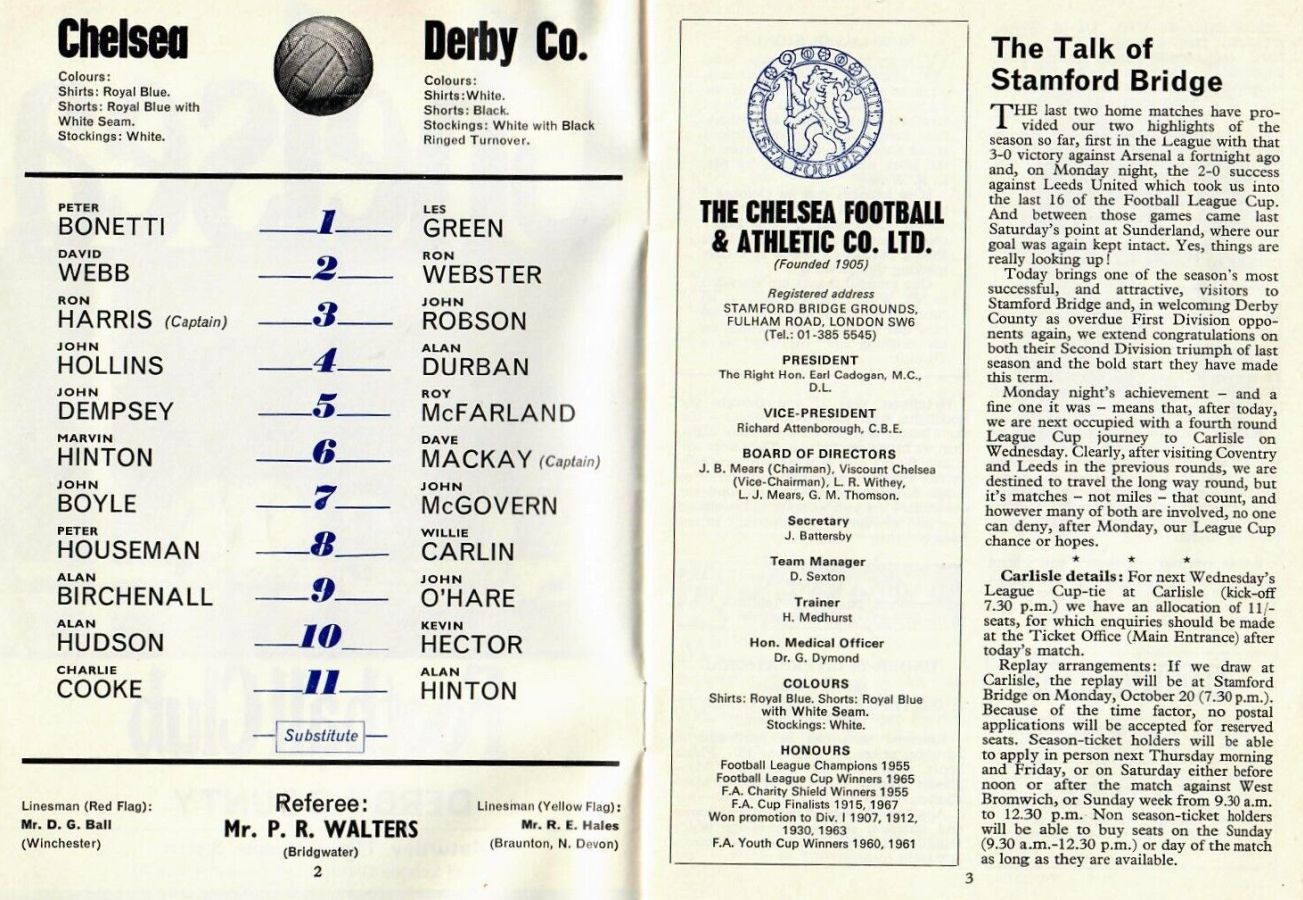 Chelsea
Colours:
Shirts: Royal Blue.
Shorts: Royal Blue with
White Seam.
Stockings: White.
Derby Co.
Colours:
Shirts: White.
Shorts: Black.
Stockings: White with Black
Ringed Turnover.
PETER
BONETTI
1
LES
GREEN
DAVID
WEBB
2
RON
WEBSTER
RON
HARRIS (Captain)
3
JOHN
ROBSON
JOHN
HOLLINS
4
ALAN
DURBAN
JOHN
DEMPSEY
5
ROY
McFARLAND
MARVIN
HINTON
6
DAVE
MACKAY (Captain)
JOHN
BOYLE
7
JOHN
McGOVERN
PETER
HOUSEMAN
8
WILLIE
CARLIN
ALAN
BIRCHENALL
9
JOHN
O'HARE
ALAN
HUDSON
10
KEVIN
HECTOR
CHARLIE
COOKE
11
ALAN
HINTON
Substitute
Linesman (Red Flag):
Mr. D. G. Ball
(Winchester)
Referee:
Mr. P. R. WALTERS
(Bridgwater)
Linesman (Yellow Flag):
Mr. R. E. Hales
(Braunton, N. Devon)
2
CHELSEA FOOTBALL
THE CHELSEA FOOTBALL
& ATHLETIC CO. LTD.
(Founded 1905)
Registered address
STAMFORD BRIDGE GROUNDS,
FULHAM ROAD, LONDON SW6
(Tel.: 01-385 5545)
PRESIDENT
The Right Hon. Earl Cadogan, M.C.,
D.L.
VICE-PRESIDENT
Richard Attenborough, C.B.E.
BOARD OF DIRECTORS
J. B. Mears (Chairman), Viscount Chelsea
(Vice-Chairman), L. R. Withey,
L. J. Mears, G. M. Thomson.
Secretary
J. Battersby
Team Manager
D. Sexton
Trainer
H. Medhurst
Hon. Medical Officer
Dr. G. Dymond
COLOURS
Shirts: Royal Blue. Shorts: Royal Blue
with White Seam.
Stockings: White.
HONOURS
Football League Champions 1955
Football League Cup Winners 1965
F.A. Charity Shield Winners 1955
F.A. Cup Finalists 1915, 1967
Won promotion to Div. I 1907, 1912,
1930, 1963
F.A. Youth Cup Winners 1960, 1961
The Talk of
Stamford Bridge
THE last two home matches have pro-
vided our two highlights of the
season so far, first in the League with that
3-0 victory against Arsenal a fortnight ago
and, on Monday night, the 2-0 success
against Leeds United which took us into
the last 16 of the Football League Cup.
And between those games came last
Saturday's point at Sunderland, where our
goal was again kept intact. Yes, things are
really looking up!
Today brings one of the season's most
successful, and attractive, visitors to
Stamford Bridge and, in welcoming Derby
County as overdue First Division oppo-
nents again, we extend congratulations on
both their Second Division triumph of last
season and the bold start they have made
this term.
Monday night's achievement – and a
fine one it was – means that, after today,
we are next occupied with a fourth round
League Cup journey to Carlisle on
Wednesday. Clearly, after visiting Coventry
and Leeds in the previous rounds, we are
destined to travel the long way round, but
it's matches – not miles – that count, and
however many of both are involved, no one
can deny, after Monday, our League Cup
chance or hopes.
* * *
Carlisle details: For next Wednesday's
League Cup-tie at Carlisle (kick-off
7.30 p.m.) we have an allocation of 11/-
seats, for which enquiries should be made
at the Ticket Office (Main Entrance) after
today's match.
Replay arrangements: If we draw at
Carlisle, the replay will be at Stamford
Bridge on Monday, October 20 (7.30 p.m.).
Because of the time factor, no postal
applications will be accepted for reserved
seats. Season-ticket holders will be able
to apply in person next Thursday morning
and Friday, or on Saturday either before
noon or after the match against West
Bromwich, or Sunday week from 9.30 a.m.
to 12.30 p.m. Non season-ticket holders
will be able to buy seats on the Sunday
(9.30 a.m.-12.30 p.m.) or day of the match
as long as they are available.
3